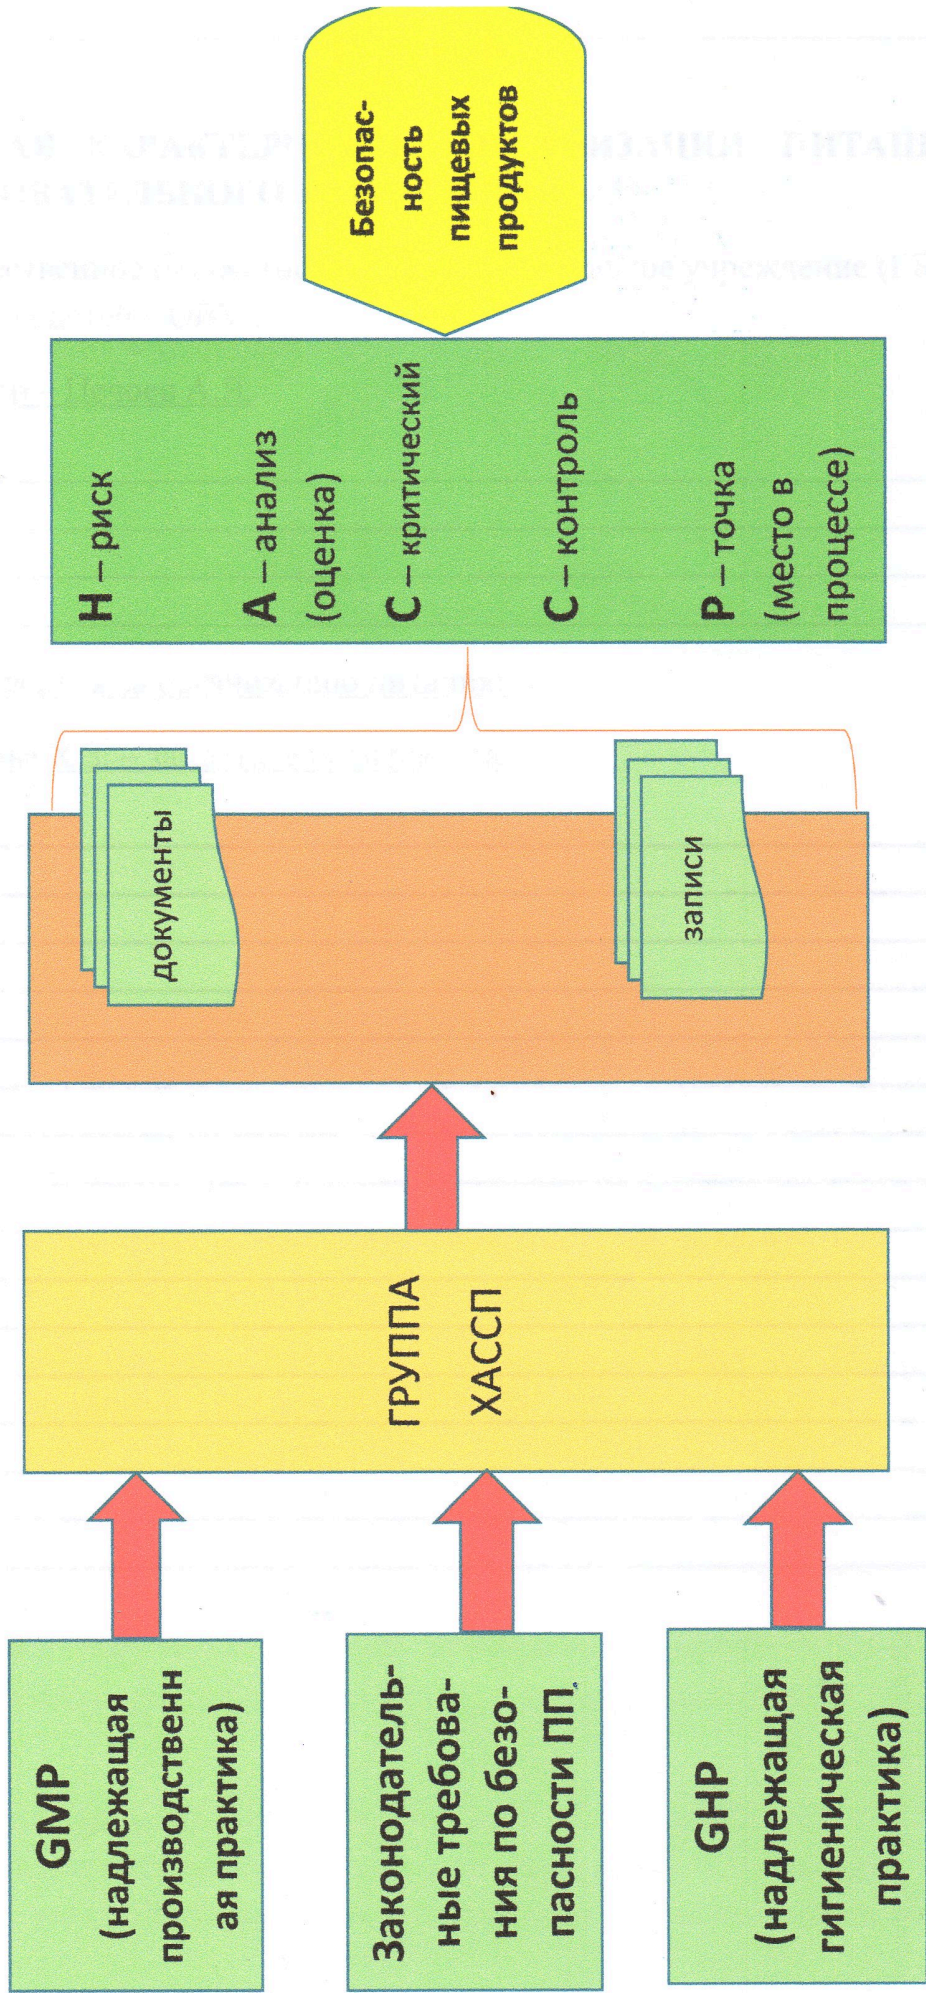 GMP
(надлежащая
производственн
ая практика)
Законодатель-
ные требова-
ния по безо-
пасности ПП
GHP
(надлежащая
гигиеническая
практика)
ГРУППА
ХАССП
документы
записи
H – риск
A – анализ
(оценка)
C – критический
C – контроль
P – точка
(место в
процессе)
Безопас-
ность
пищевых
продуктов